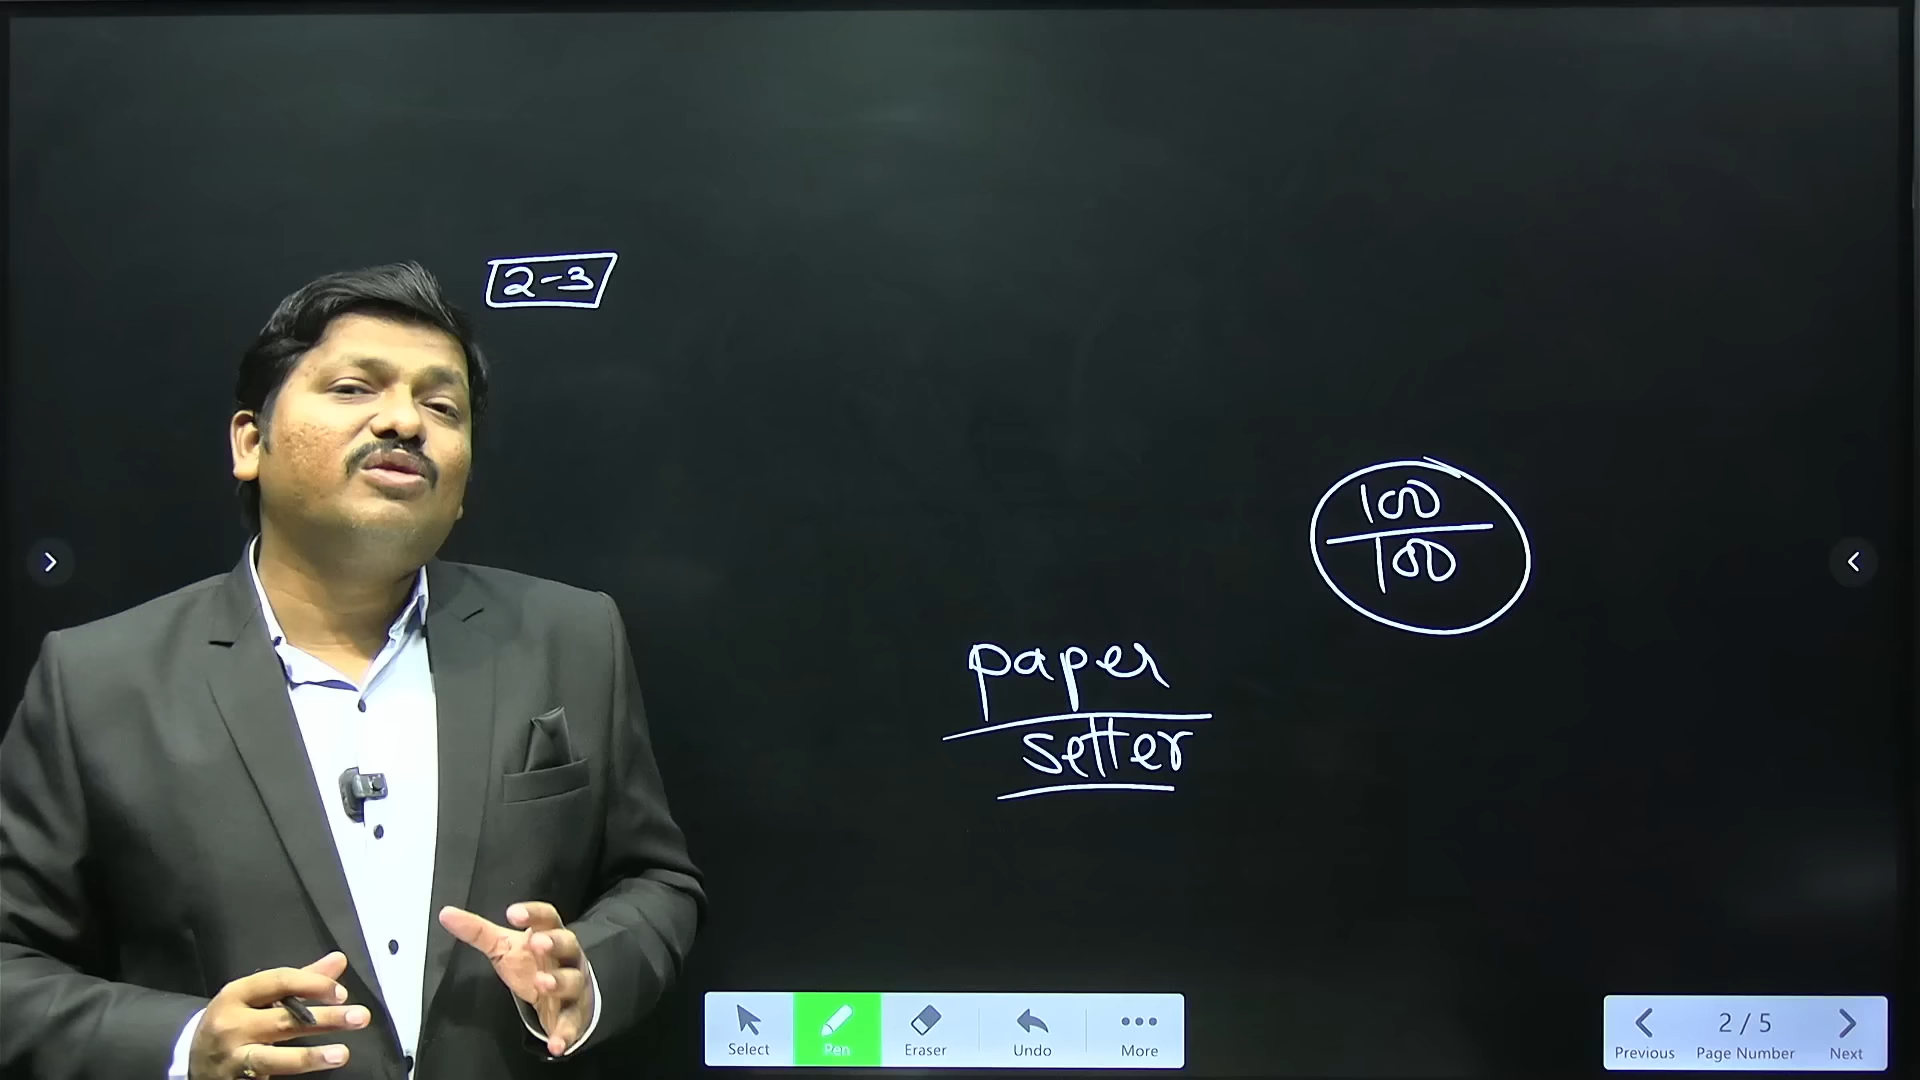 2-3
100
100
paper
setter
Select
Pen
Eraser
Undo
More
2 / 5
Previous
Page Number
Next